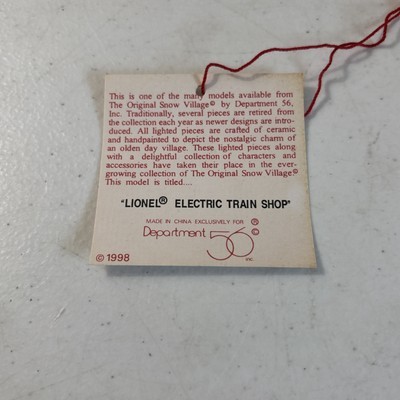 This is one of the many models available from
The Original Snow Village© by Department 56,
Inc. Traditionally, several pieces are retired from
the collection each year as newer designs are intro-
duced. All lighted pieces are crafted of ceramic
and handpainted to depict the nostalgic charm of
an olden day village. These lighted pieces along
with a delightful collection of characters and
accessories have taken their place in the ever-
growing collection of The Original Snow Village.©
This model is titled....
"LIONEL® ELECTRIC TRAIN SHOP"
MADE IN CHINA EXCLUSIVELY FOR ®
Department 56 ©
INC.
© 1998